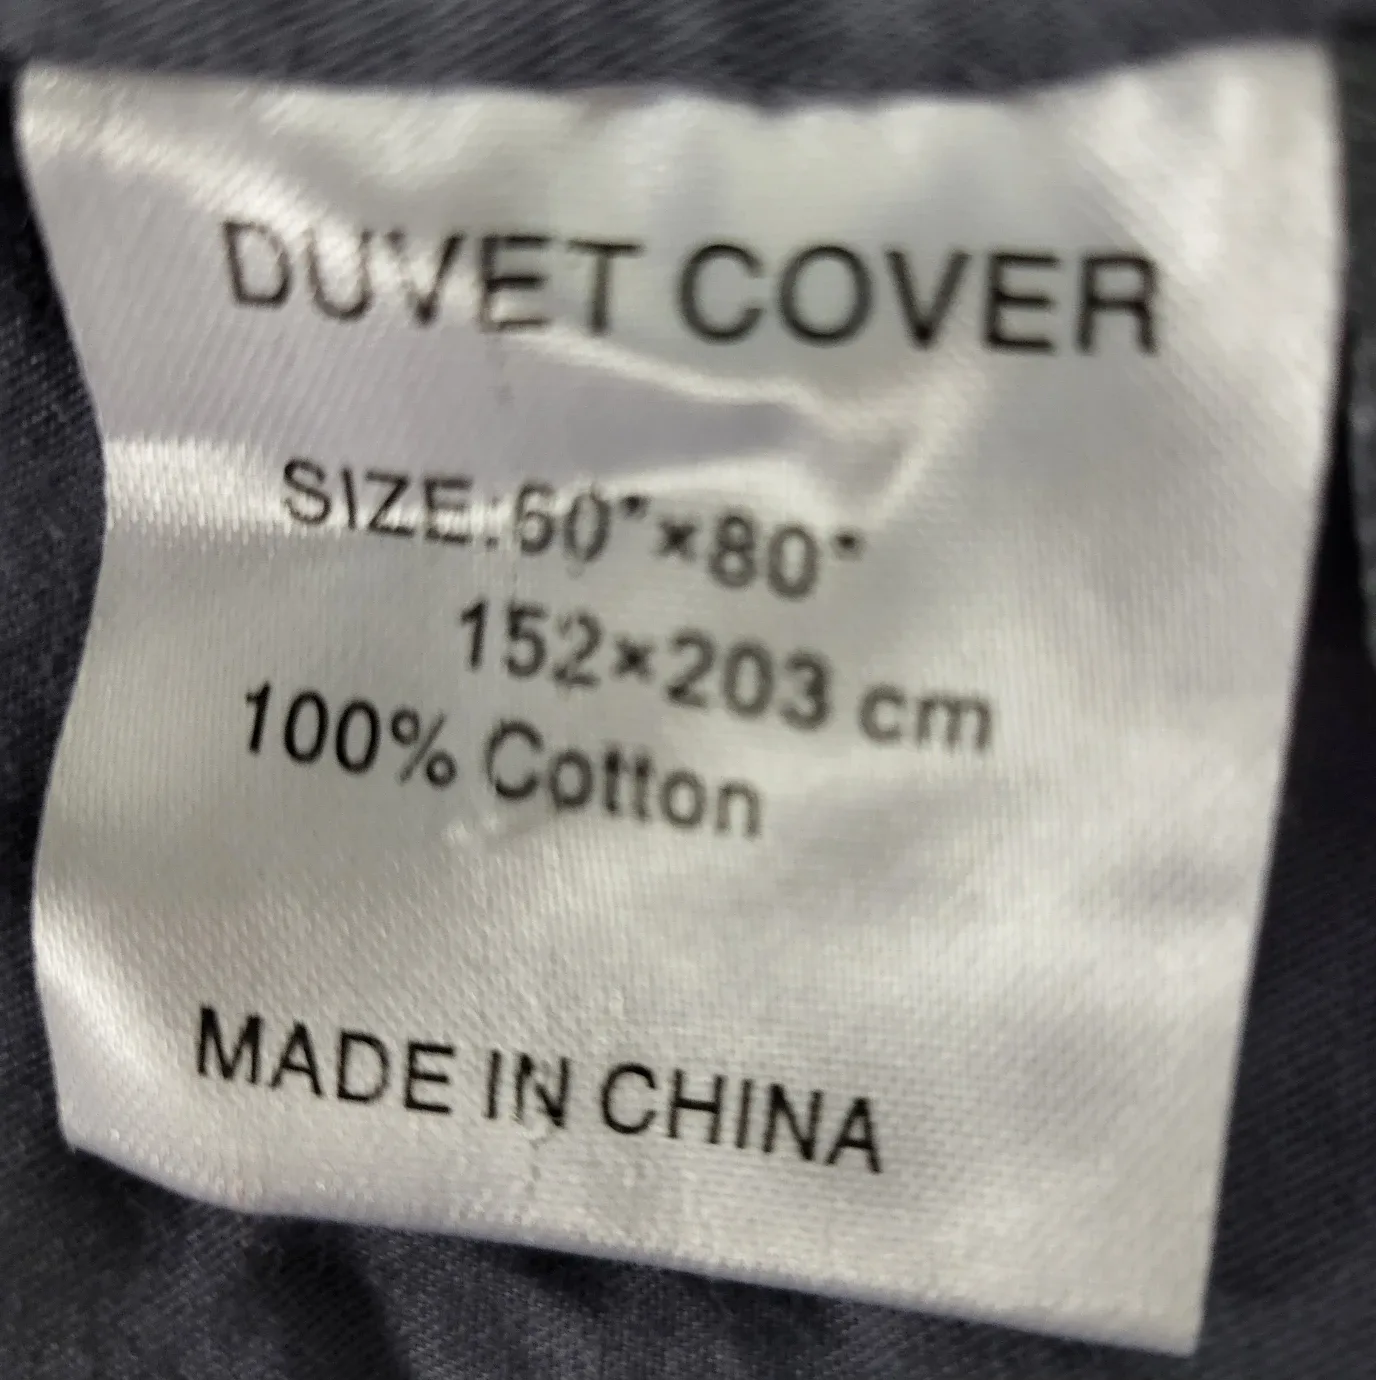 DUVET COVER
SIZE:60"×80"
152×203 cm
100% Cotton
MADE IN CHINA